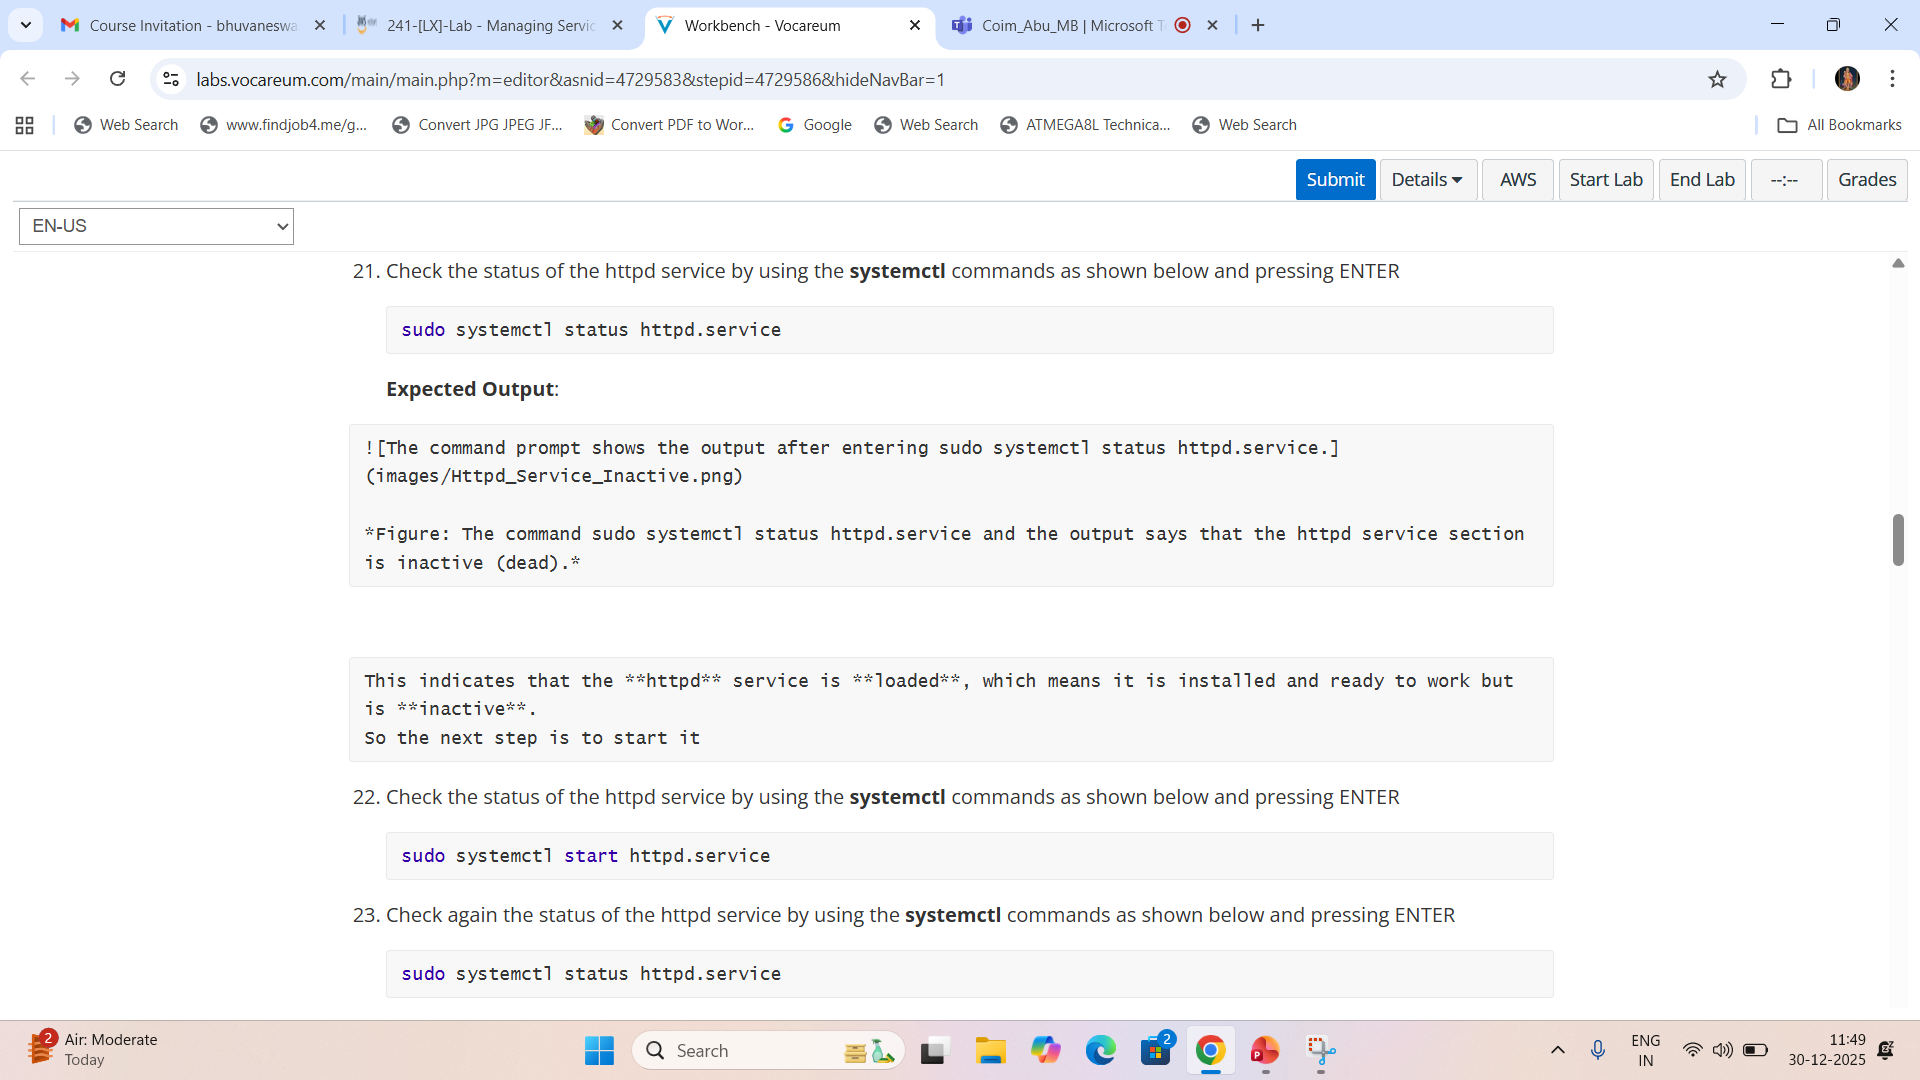 Course Invitation - bhuvaneswa
241-[LX]-Lab - Managing Servic
Workbench - Vocareum
Coim_Abu_MB | Microsoft T
labs.vocareum.com/main/main.php?m=editor&asnid=4729583&stepid=4729586&hideNavBar=1
Web Search
www.findjob4.me/g...
Convert JPG JPEG JF...
Convert PDF to Wor...
Google
Web Search
ATMEGA8L Technica...
Web Search
All Bookmarks
Submit
Details
AWS
Start Lab
End Lab
--:--
Grades
EN-US
21. Check the status of the httpd service by using the systemctl commands as shown below and pressing ENTER
sudo systemctl status httpd.service
Expected Output:
![The command prompt shows the output after entering sudo systemctl status httpd.service.]
(images/Httpd_Service_Inactive.png)
*Figure: The command sudo systemctl status httpd.service and the output says that the httpd service section
is inactive (dead).*
This indicates that the **httpd** service is **loaded**, which means it is installed and ready to work but
is **inactive**.
So the next step is to start it
22. Check the status of the httpd service by using the systemctl commands as shown below and pressing ENTER
sudo systemctl start httpd.service
23. Check again the status of the httpd service by using the systemctl commands as shown below and pressing ENTER
sudo systemctl status httpd.service
2
Air: Moderate
Today
Search
2
P
ENG
IN
11:49
30-12-2025